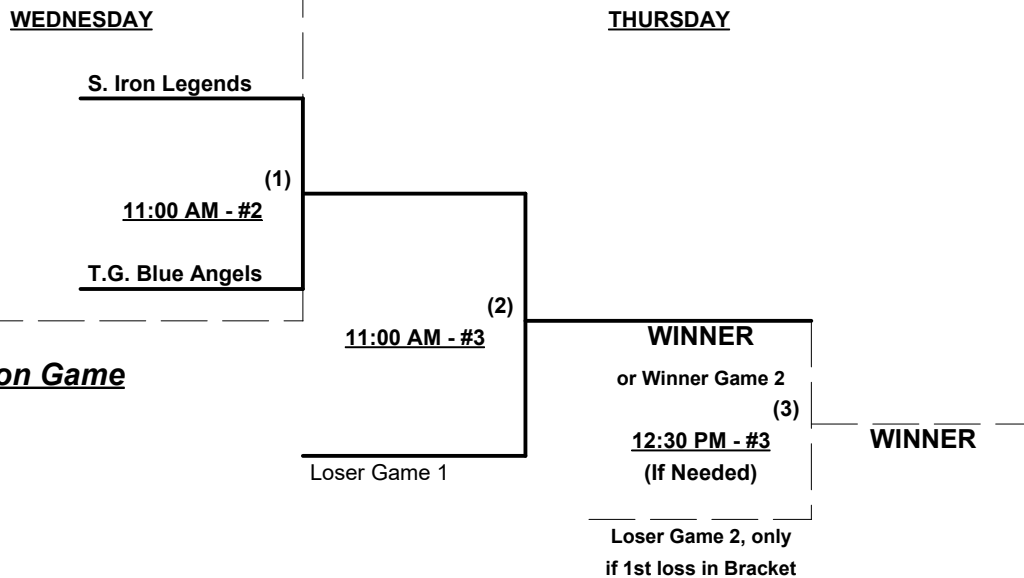 WEDNESDAY
THURSDAY
S. Iron Legends
(1)
11:00 AM - #2
T.G. Blue Angels
(2)
11:00 AM - #3
WINNER
on Game
or Winner Game 2
(3)
12:30 PM - #3
WINNER
(If Needed)
Loser Game 1
Loser Game 2, only
if 1st loss in Bracket